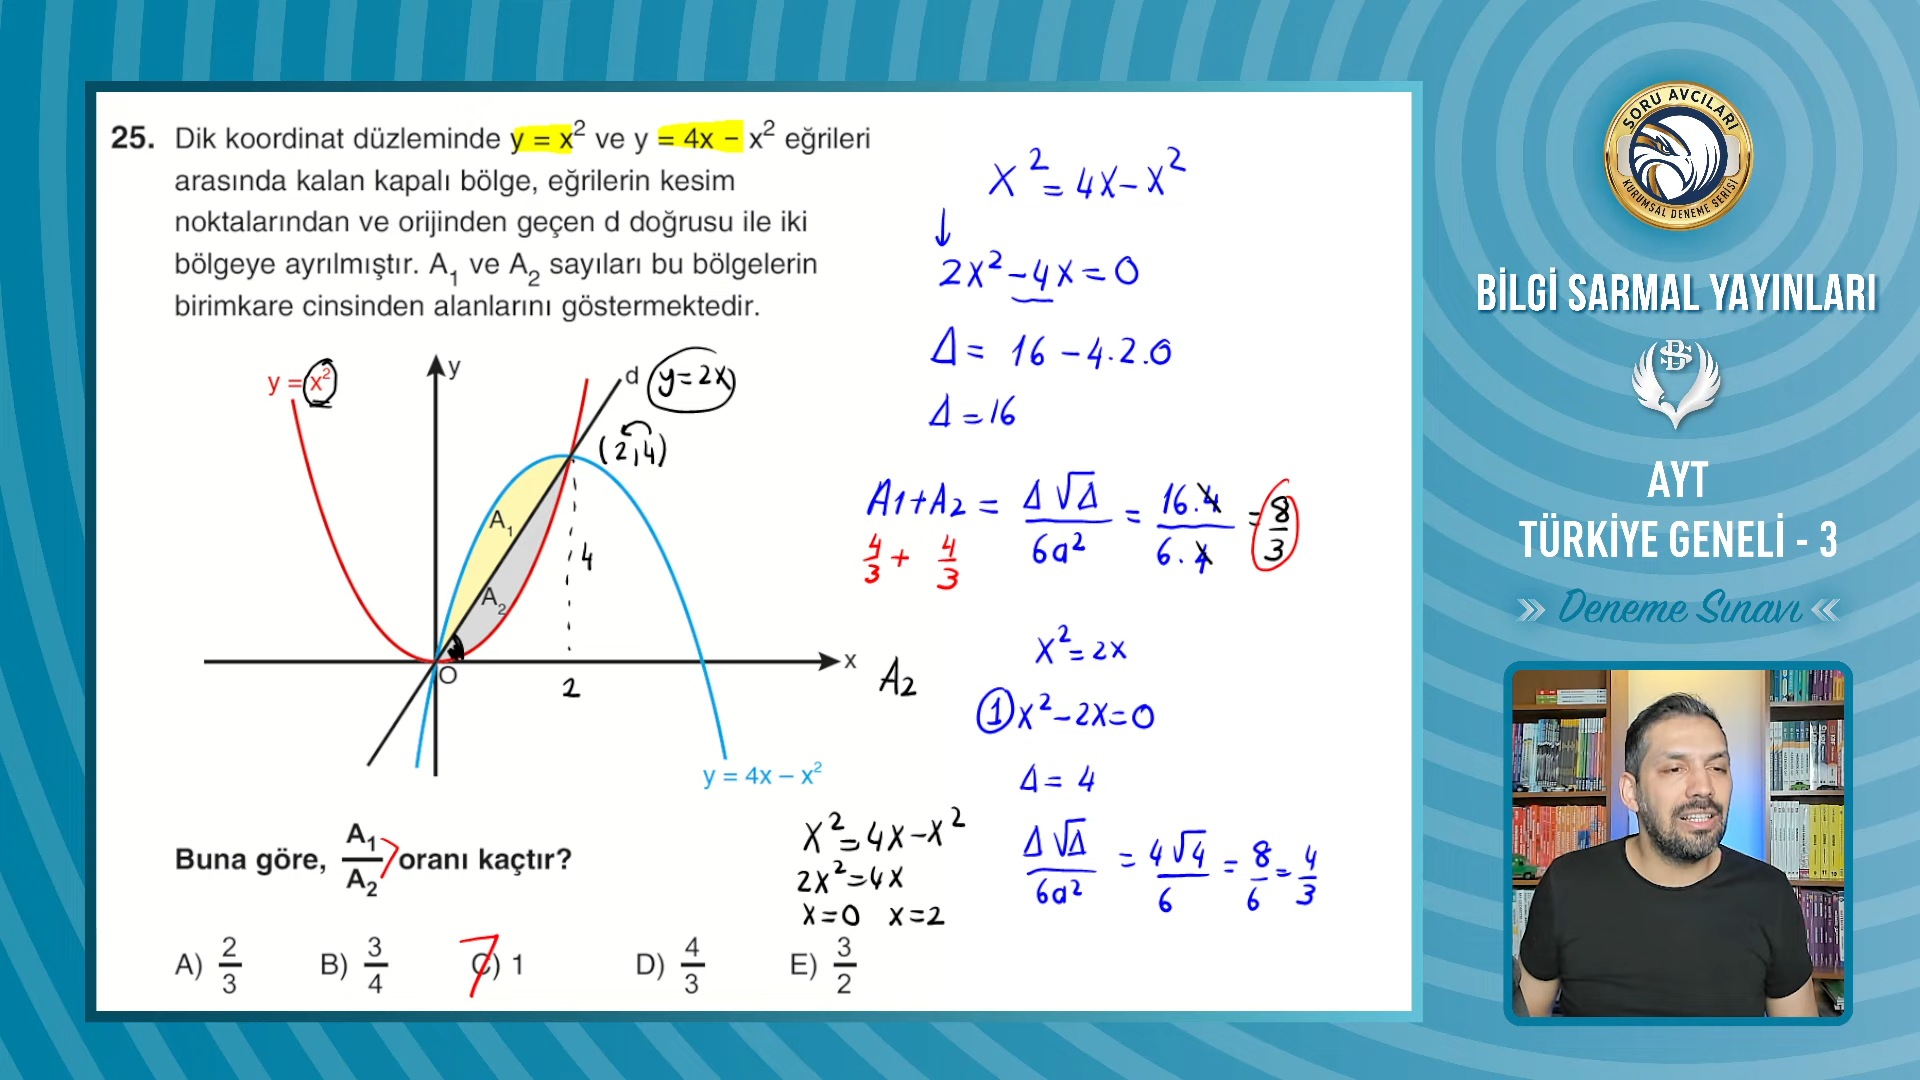 25. Dik koordinat düzleminde y = x² ve y = 4x – x² eğrileri
arasında kalan kapalı bölge, eğrilerin kesim
noktalarından ve orijinden geçen d doğrusu ile iki
bölgeye ayrılmıştır. A₁ ve A₂ sayıları bu bölgelerin
birimkare cinsinden alanlarını göstermektedir.
y = x²
y
d
y=2x
(2,4)
A₁
A₂
4
O
2
x
y = 4x – x²
Buna göre, A₁/A₂ oranı kaçtır?
A) 2/3 B) 3/4 C) 1 D) 4/3 E) 3/2
x²=4x-x²
2x²=4x
x=0 x=2
x²=4x-x²
↓
2x²-4x=0
Δ= 16-4.2.0
Δ=16
A1+A2 = Δ√Δ/6a² = 16.4/6.4 = 8/3
4/3 + 4/3
A2
x²=2x
①x²-2x=0
Δ= 4
Δ√Δ/6a² = 4√4/6 = 8/6 = 4/3
SORU AVCILARI
KURUMSAL DENEME SERİSİ
BİLGİ SARMAL YAYINLARI
BS
AYT
TÜRKİYE GENELİ - 3
Deneme Sınavı